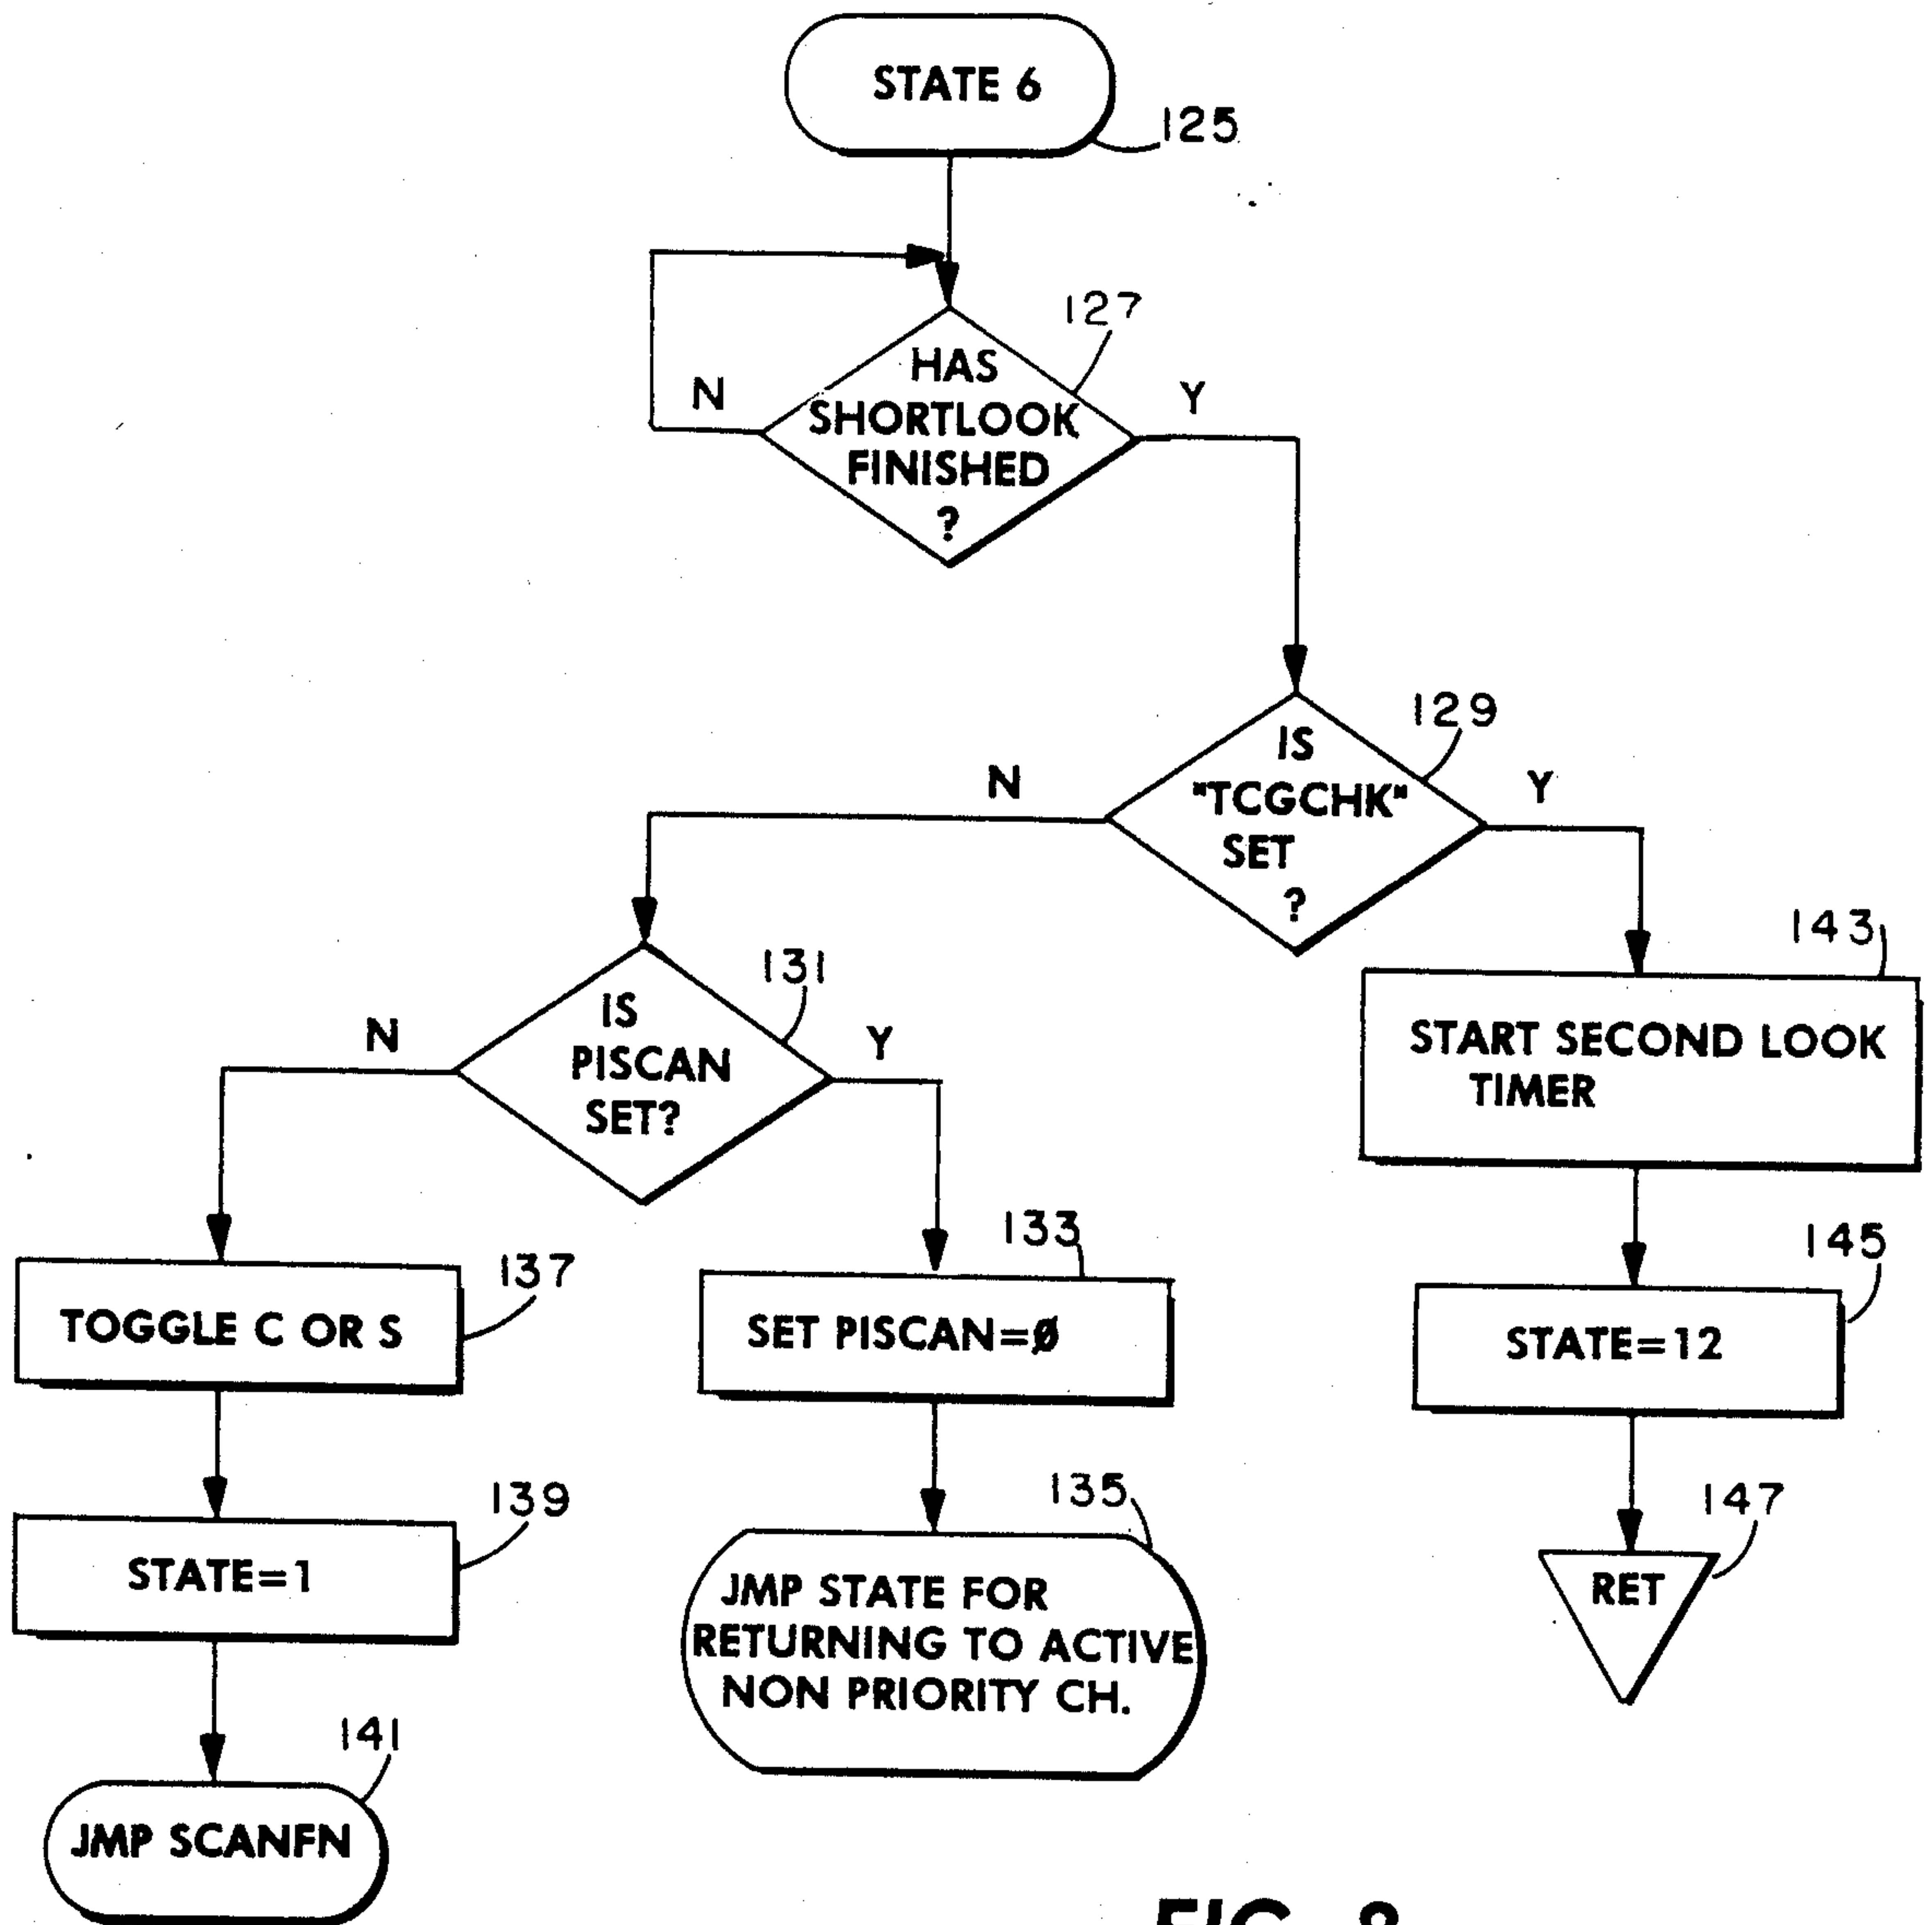 STATE 6
125
127
HAS
SHORTLOOK
FINISHED
?
N
Y
129
IS
"TCGCHK"
SET
?
N
Y
131
IS
PISCAN
SET?
N
Y
143
START SECOND LOOK
TIMER
133
145
137
TOGGLE C OR S
SET PISCAN=Ø
STATE=12
139
135
147
STATE=1
JMP STATE FOR
RETURNING TO ACTIVE
NON PRIORITY CH.
RET
141
JMP SCANFN
FIG. 8